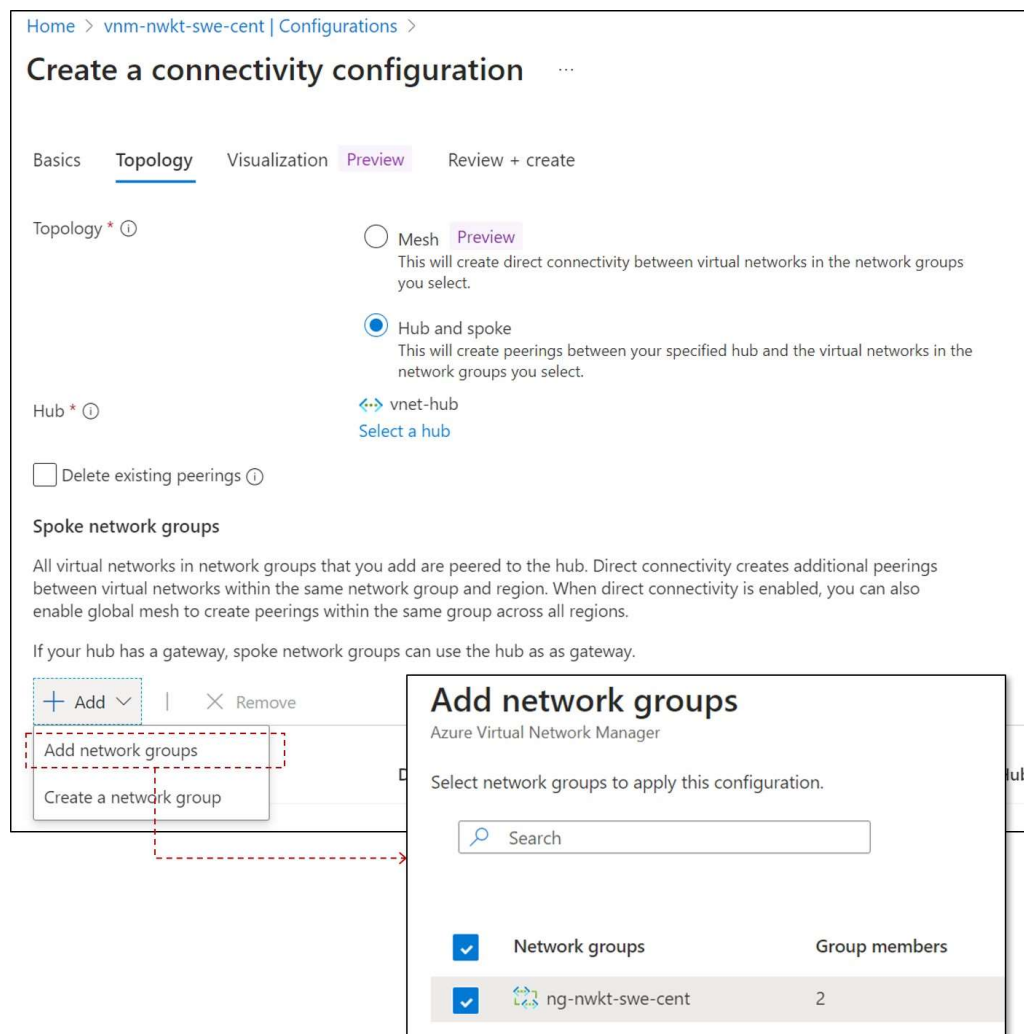 Home > vnm-nwkt-swe-cent | Configurations >
Create a connectivity configuration ...
Basics Topology Visualization Preview Review + create
Topology *
Mesh Preview
This will create direct connectivity between virtual networks in the network groups
you select.
Hub and spoke
This will create peerings between your specified hub and the virtual networks in the
network groups you select.
Hub *
vnet-hub
Select a hub
Delete existing peerings
Spoke network groups
All virtual networks in network groups that you add are peered to the hub. Direct connectivity creates additional peerings
between virtual networks within the same network group and region. When direct connectivity is enabled, you can also
enable global mesh to create peerings within the same group across all regions.
If your hub has a gateway, spoke network groups can use the hub as as gateway.
+ Add | Remove
Add network groups
Create a network group
Add network groups
Azure Virtual Network Manager
Select network groups to apply this configuration.
Search
Network groups Group members
ng-nwkt-swe-cent 2